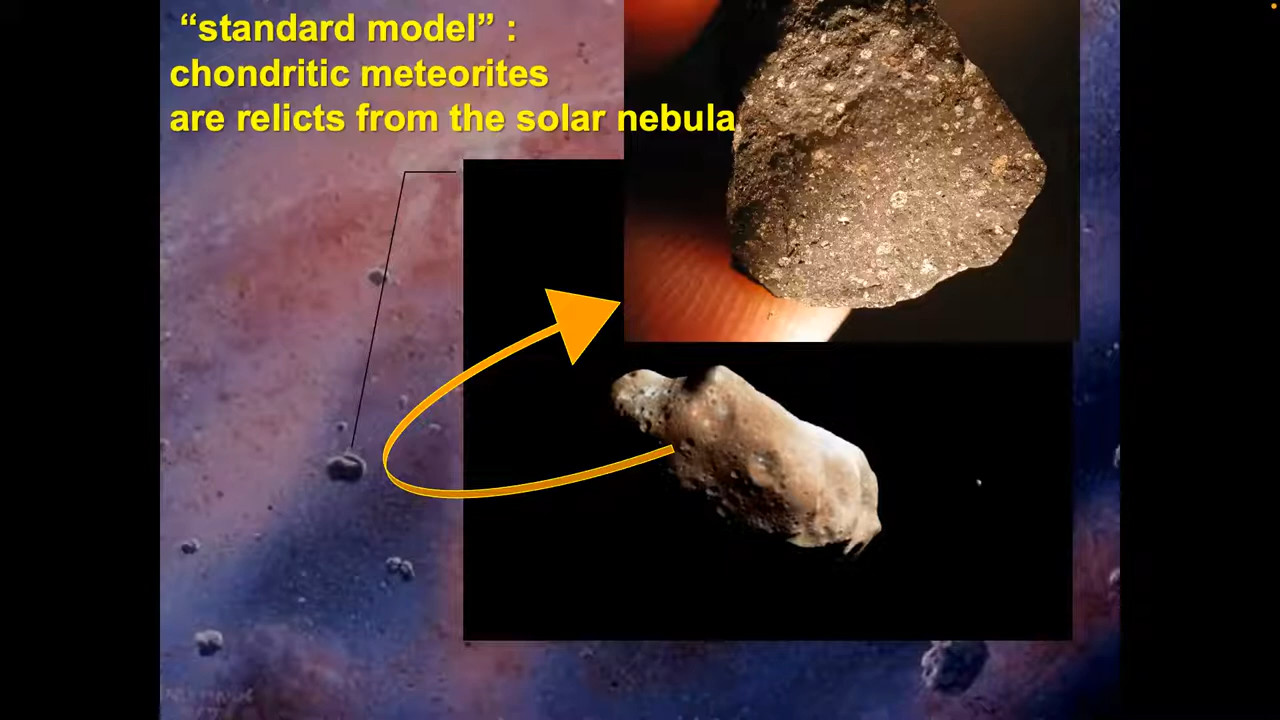 “standard model” :
chondritic meteorites
are relicts from the solar nebula